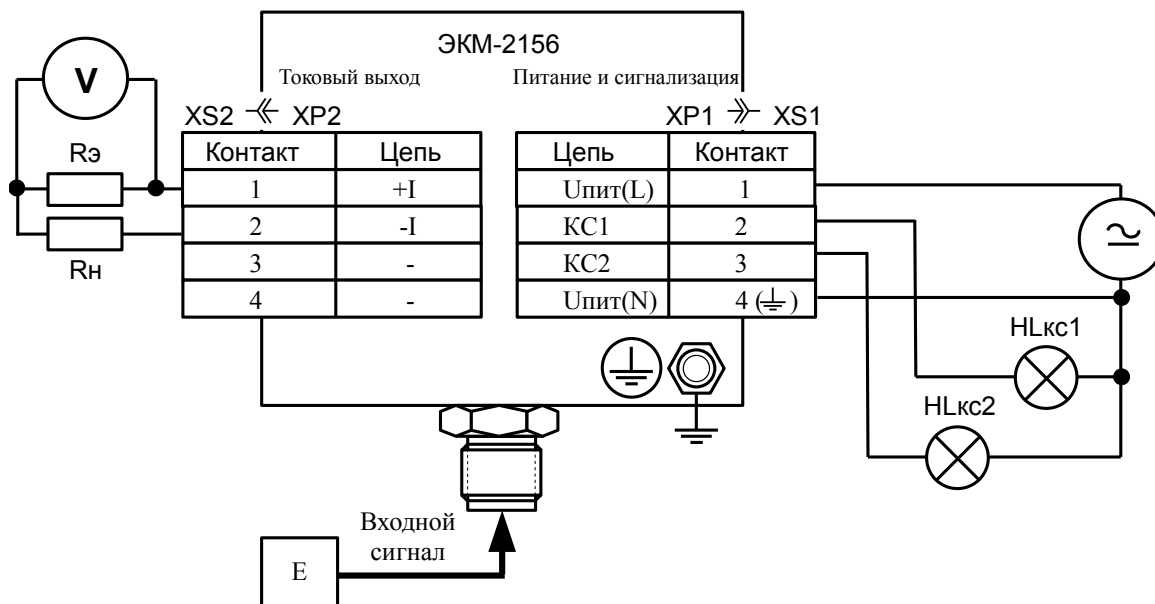 ЭКМ-2156
Токовый выход
Питание и сигнализация
V
XS2
XP2
XP1
XS1
Rэ
Rн
Контакт Цепь
1 +I
2 -I
3 -
4 -
Цепь Контакт
Uпит(L) 1
КС1 2
КС2 3
Uпит(N) 4 ( )
HLкс1
HLкс2
Входной
сигнал
E